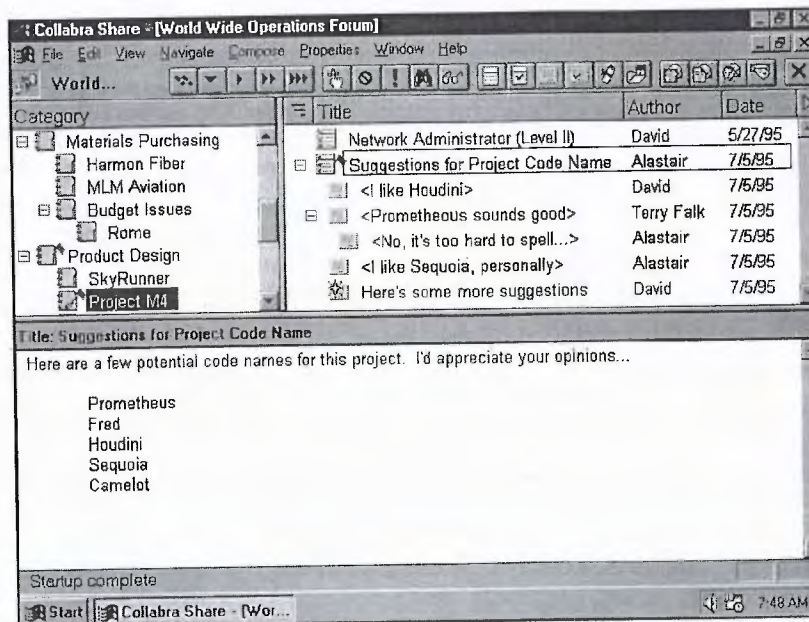 Collabra Share - [World Wide Operations Forum]
File Edit View Navigate Compose Properties Window Help
World...
Category
Materials Purchasing
Harmon Fiber
MLM Aviation
Budget Issues
Rome
Product Design
SkyRunner
Project M4
Title Author Date
Network Administrator (Level II) David 5/27/95
Suggestions for Project Code Name Alastair 7/5/95
<I like Houdini> David 7/5/95
<Prometheous sounds good> Terry Falk 7/5/95
<No, it's too hard to spell...> Alastair 7/5/95
<I like Sequoia, personally> Alastair 7/5/95
Here's some more suggestions David 7/5/95
Title: Suggestions for Project Code Name
Here are a few potential code names for this project. I'd appreciate your opinions...
Prometheus
Fred
Houdini
Sequoia
Camelot
Startup complete
Start Collabra Share - [Wor... 7:48 AM